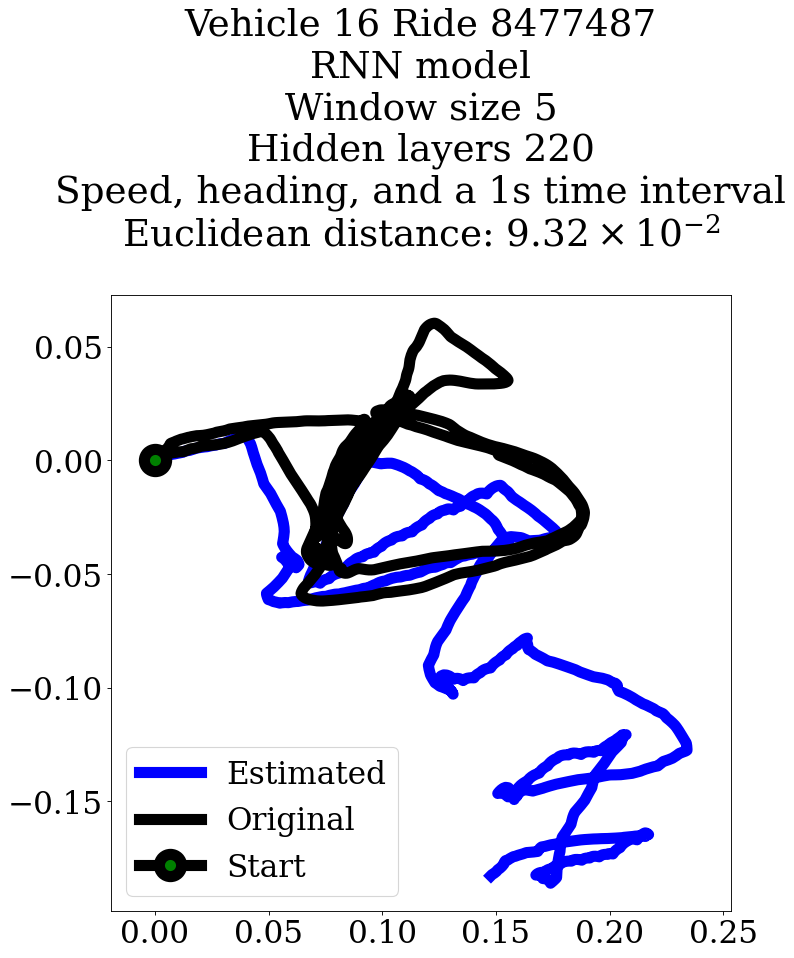 Vehicle 16 Ride 8477487
RNN model
Window size 5
Hidden layers 220
Speed, heading, and a 1s time interval
Euclidean distance: 9.32 × 10⁻²
0.05
0.00
−0.05
−0.10
−0.15
Estimated
Original
Start
0.00 0.05 0.10 0.15 0.20 0.25